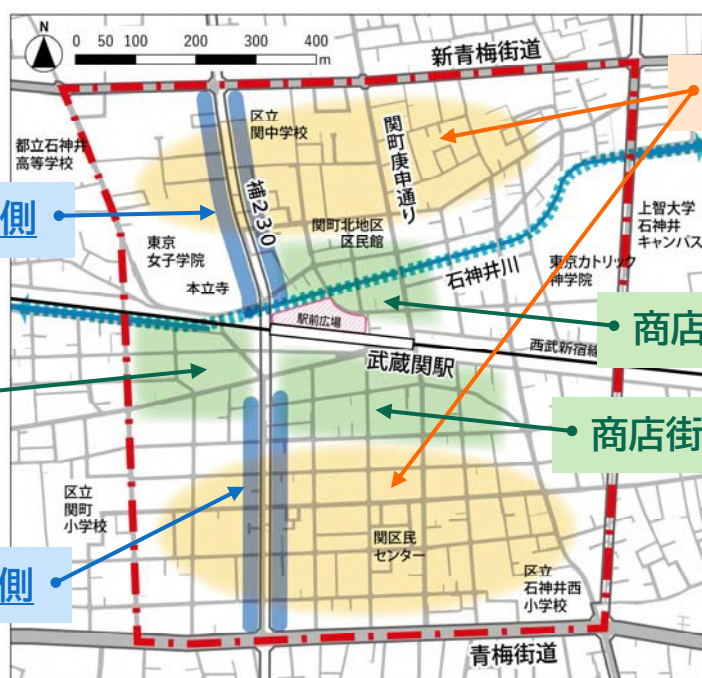 N
0 50 100 200 300 400
m
新青梅街道
区立
関中学校
都立石神井
高等学校
関町庚申通り
側
補230
上智大学
石神井
キャンパス
関町北地区
区民館
東京
女子学院
石神井川
東京カトリック
神学院
本立寺
駅前広場
商店
西武新宿線
武蔵関駅
商店街
区立
関町
小学校
関区民
センター
側
区立
石神井西
小学校
青梅街道